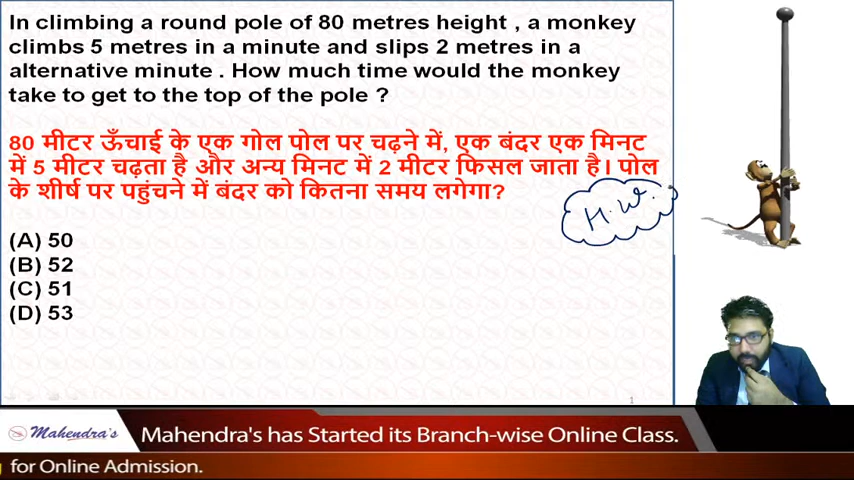 In climbing a round pole of 80 metres height , a monkey
climbs 5 metres in a minute and slips 2 metres in a
alternative minute . How much time would the monkey
take to get to the top of the pole ?
80 मीटर ऊँचाई के एक गोल पोल पर चढ़ने में, एक बंदर एक मिनट
में 5 मीटर चढ़ता है और अन्य मिनट में 2 मीटर फिसल जाता है। पोल
के शीर्ष पर पहुंचने में बंदर को कितना समय लगेगा?
H.W.
(A) 50
(B) 52
(C) 51
(D) 53
1
Mahendra's
Mahendra's has Started its Branch-wise Online Class.
for Online Admission.